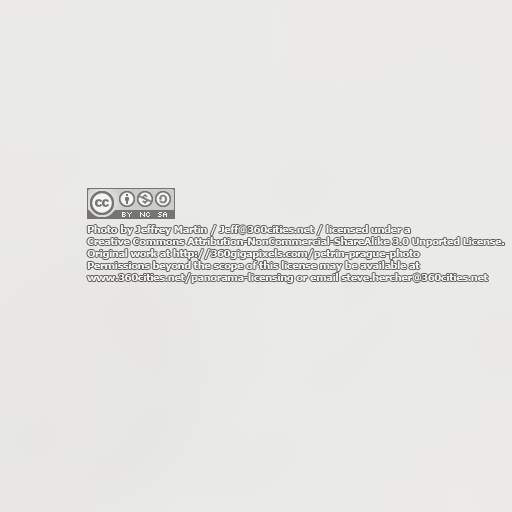 cc
BY NC SA
Photo by Jeffrey Martin / Jeff@360cities.net / licensed under a
Creative Commons Attribution-NonCommercial-ShareAlike 3.0 Unported License.
Original work at http://360gigapixels.com/petrin-prague-photo
Permissions beyond the scope of this license may be available at
www.360cities.net/panorama-licensing or email steve.hercher@360cities.net